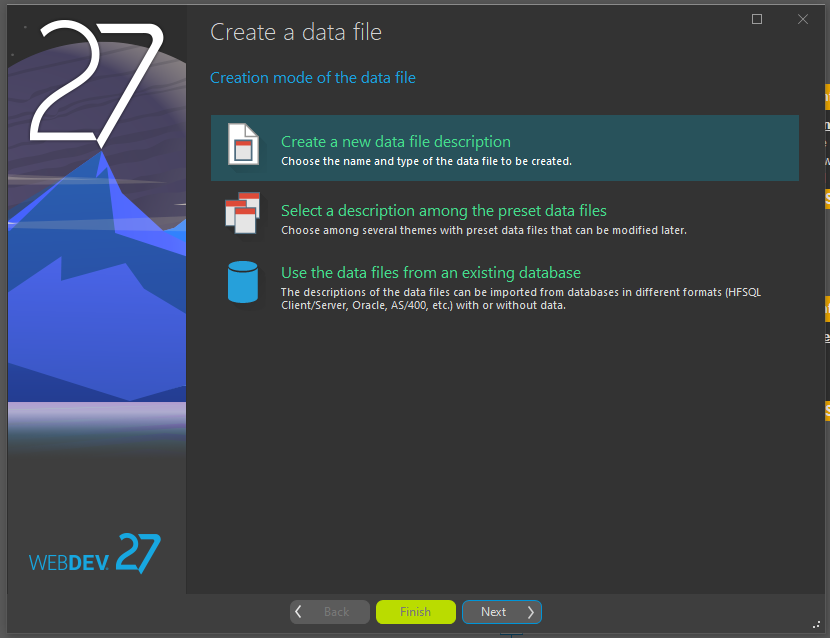 27
Create a data file
Creation mode of the data file
Create a new data file description
Choose the name and type of the data file to be created.
Select a description among the preset data files
Choose among several themes with preset data files that can be modified later.
Use the data files from an existing database
The descriptions of the data files can be imported from databases in different formats (HFSQL
Client/Server, Oracle, AS/400, etc.) with or without data.
WEBDEV 27
Back
Finish
Next